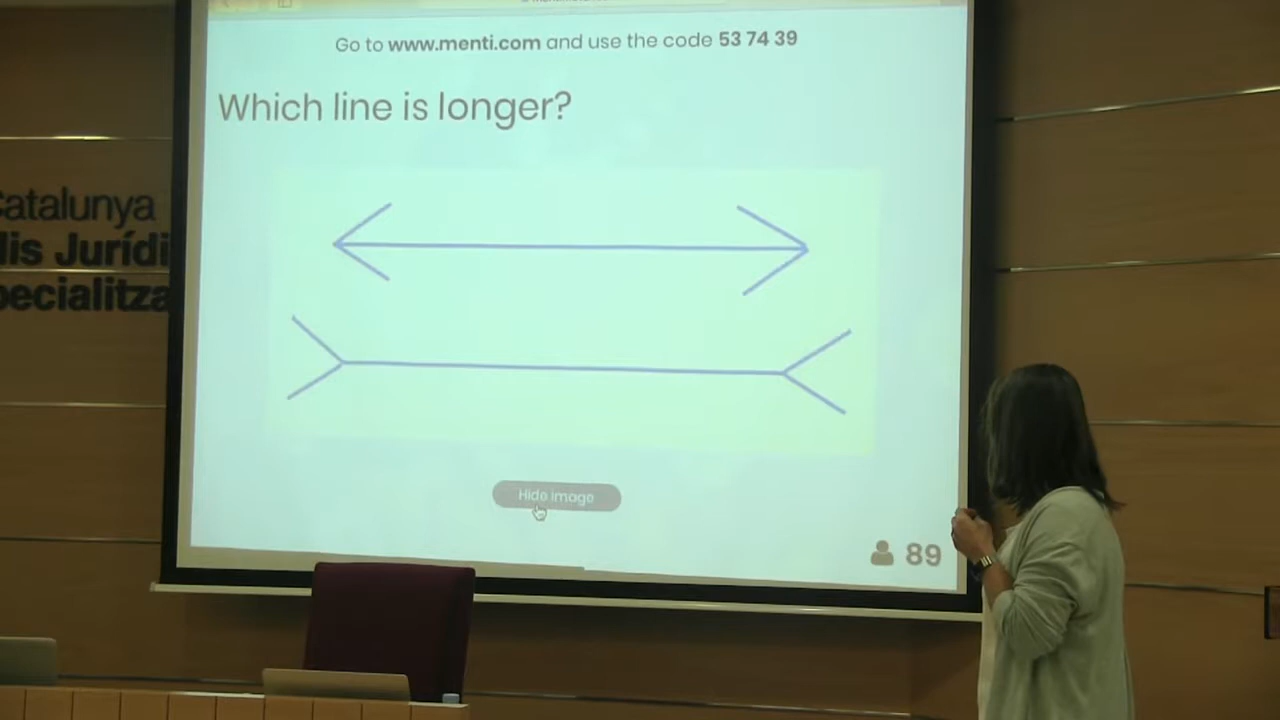 Go to www.menti.com and use the code 53 74 39
Which line is longer?
atalunya
Jurídi
pecialitza
Hide image
89